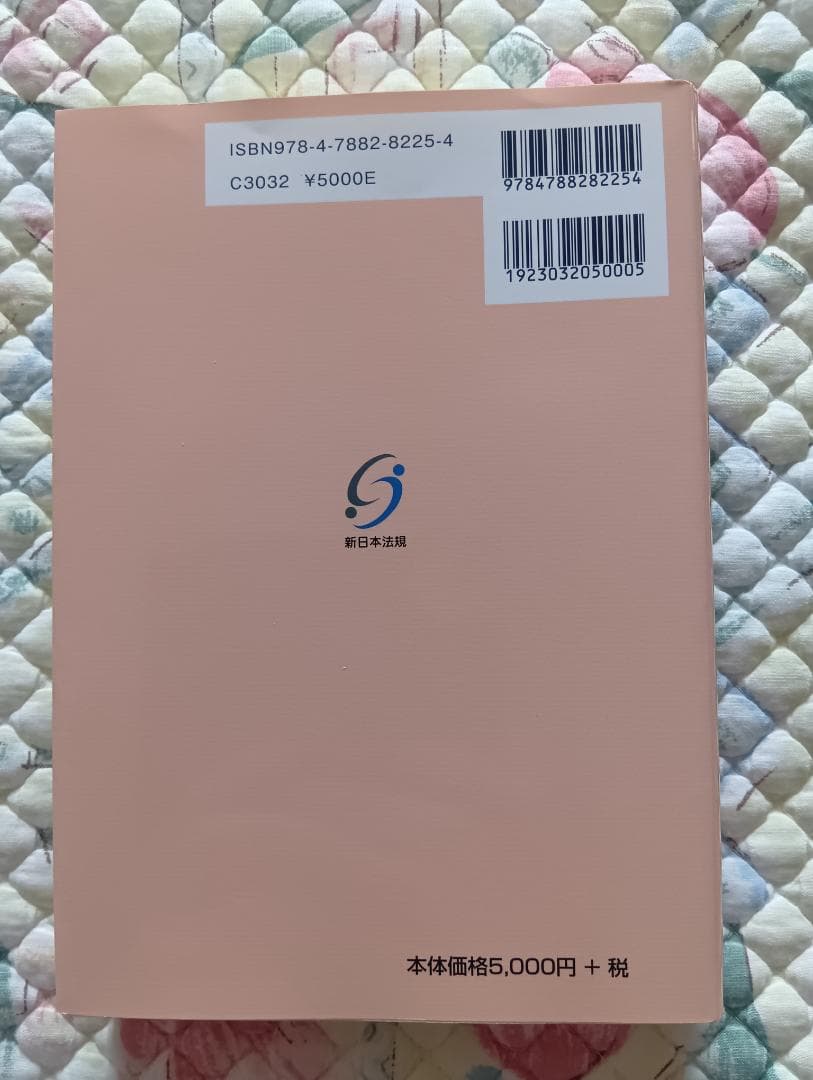 ISBN978-4-7882-8225-4
C3032 ¥5000E
9784788282254
1923032050005
新日本法規
本体価格5,000円 + 税